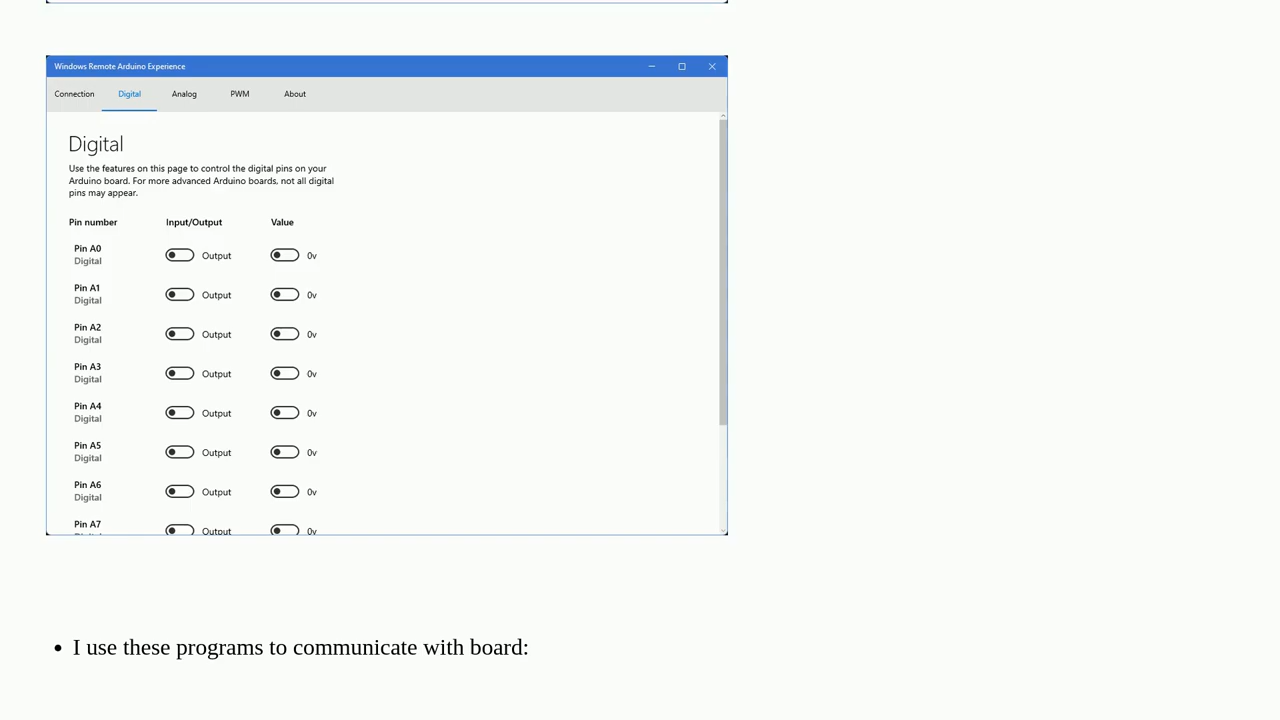 Windows Remote Arduino Experience
Connection Digital Analog PWM About
Digital
Use the features on this page to control the digital pins on your
Arduino board. For more advanced Arduino boards, not all digital
pins may appear.
Pin number Input/Output Value
Pin A0
Digital
Output 0v
Pin A1
Digital
Output 0v
Pin A2
Digital
Output 0v
Pin A3
Digital
Output 0v
Pin A4
Digital
Output 0v
Pin A5
Digital
Output 0v
Pin A6
Digital
Output 0v
Pin A7
Output 0v
• I use these programs to communicate with board: